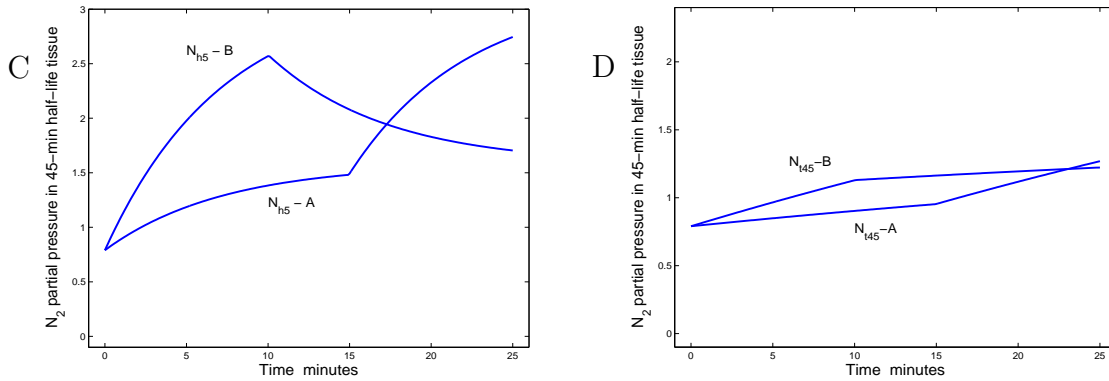 C
N₂ partial pressure in 45−min half−life tissue
3
2.5
2
1.5
1
0.5
0
N_h5 − B
N_h5 − A
0 5 10 15 20 25
Time minutes
D
N₂ partial pressure in 45−min half−life tissue
2
1.5
1
0.5
0
N_t45−B
N_t45−A
0 5 10 15 20 25
Time minutes